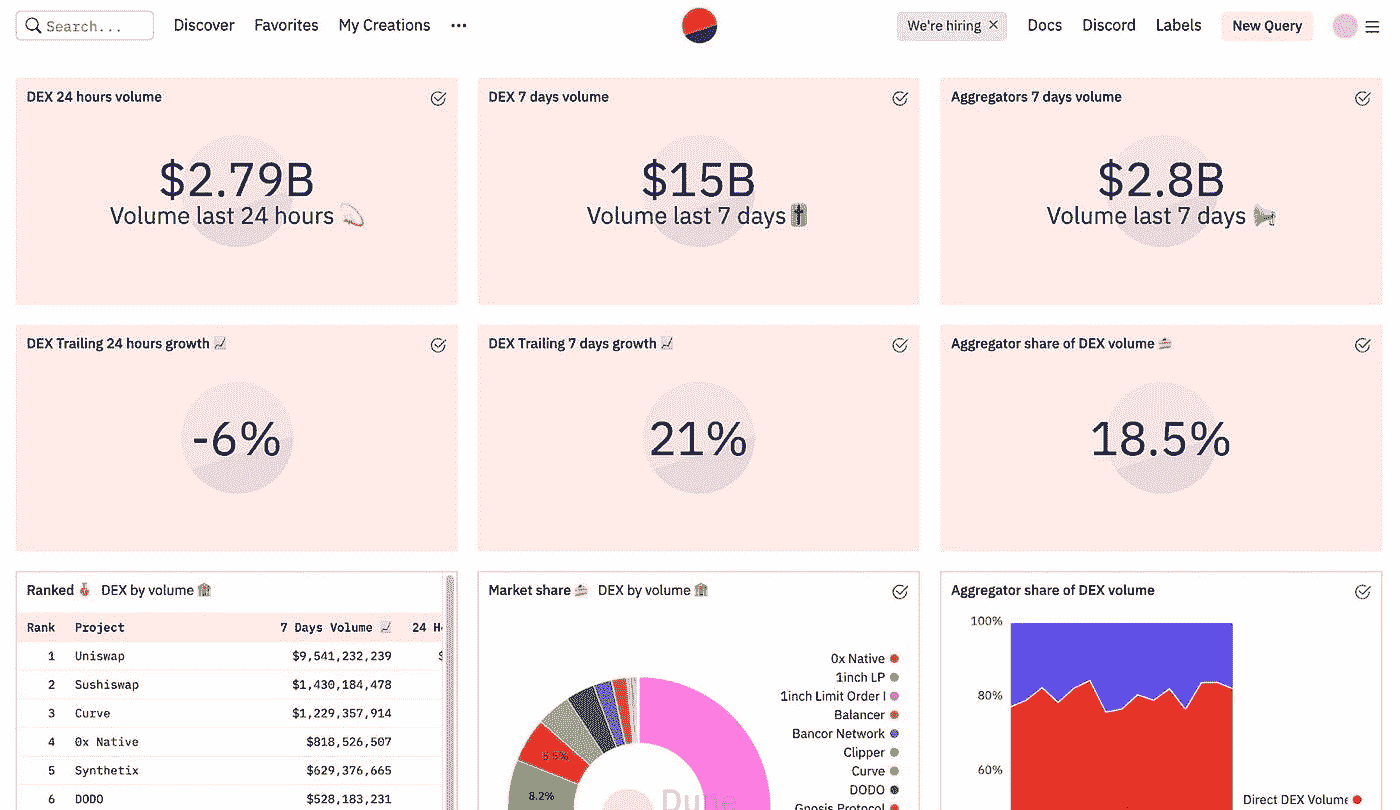 Search...
Discover Favorites My Creations ...
We're hiring × Docs Discord Labels New Query
DEX 24 hours volume
$2.79B
Volume last 24 hours
DEX 7 days volume
$15B
Volume last 7 days
Aggregators 7 days volume
$2.8B
Volume last 7 days
DEX Trailing 24 hours growth
-6%
DEX Trailing 7 days growth
21%
Aggregator share of DEX volume
18.5%
Ranked DEX by volume
Rank Project 7 Days Volume 24
1 Uniswap $9,541,232,239
2 Sushiswap $1,430,184,478
3 Curve $1,229,357,914
4 0x Native $818,526,507
5 Synthetix $629,376,665
6 DODO $528,183,231
Market share DEX by volume
0x Native
1inch LP
1inch Limit Order
Balancer
Bancor Network
Clipper
Curve
DODO
Gnosis Protocol
5.5%
8.2%
Dune
Aggregator share of DEX volume
100%
80%
60%
Direct DEX Volume